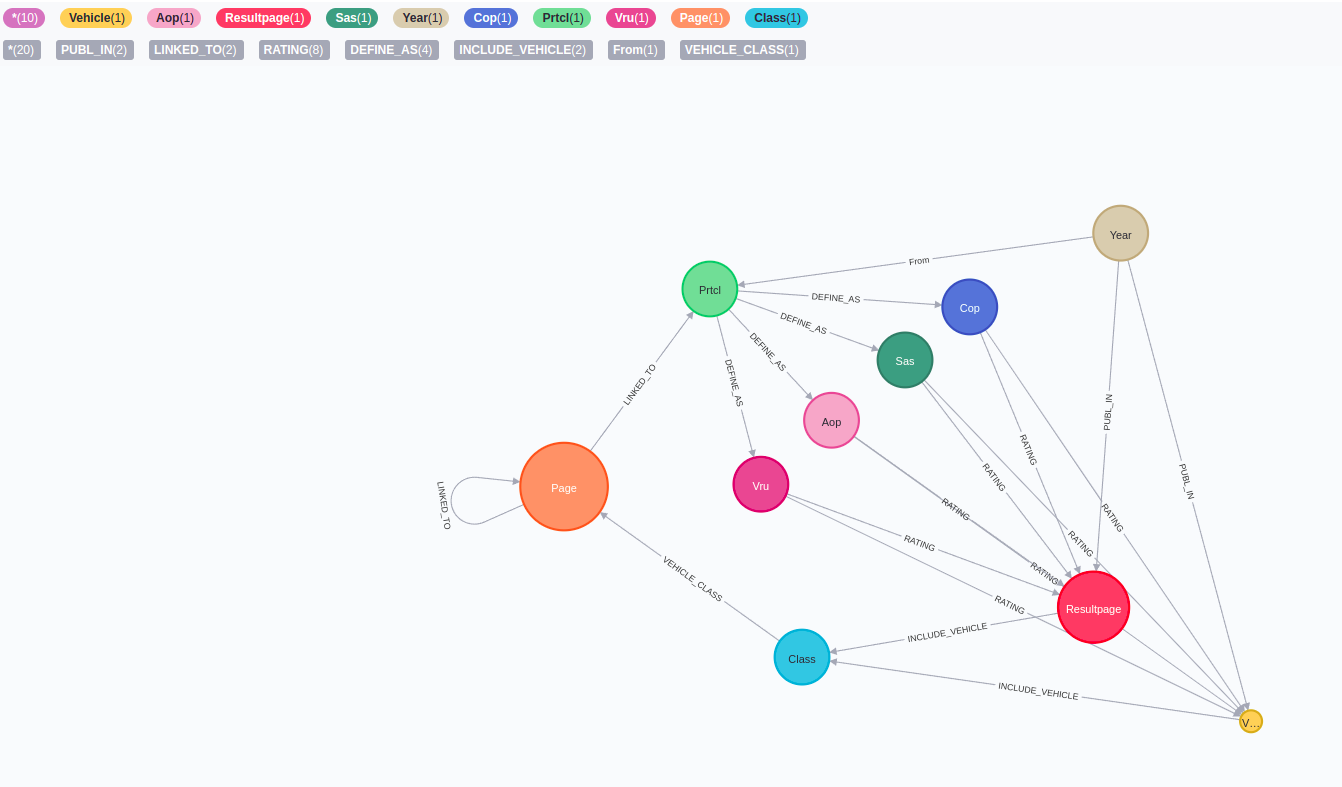 *(10) Vehicle(1) Aop(1) Resultpage(1) Sas(1) Year(1) Cop(1) Prtcl(1) Vru(1) Page(1) Class(1)
*(20) PUBL_IN(2) LINKED_TO(2) RATING(8) DEFINE_AS(4) INCLUDE_VEHICLE(2) From(1) VEHICLE_CLASS(1)
Year
From
Prtcl
DEFINE_AS
Cop
DEFINE_AS
DEFINE_AS
Sas
DEFINE_AS
LINKED_TO
PUBL_IN
Aop
RATING
RATING
PUBL_IN
Vru
Page
LINKED_TO
RATING
RATING
RATING
RATING
RATING
VEHICLE_CLASS
RATING
Resultpage
INCLUDE_VEHICLE
Class
INCLUDE_VEHICLE
V...